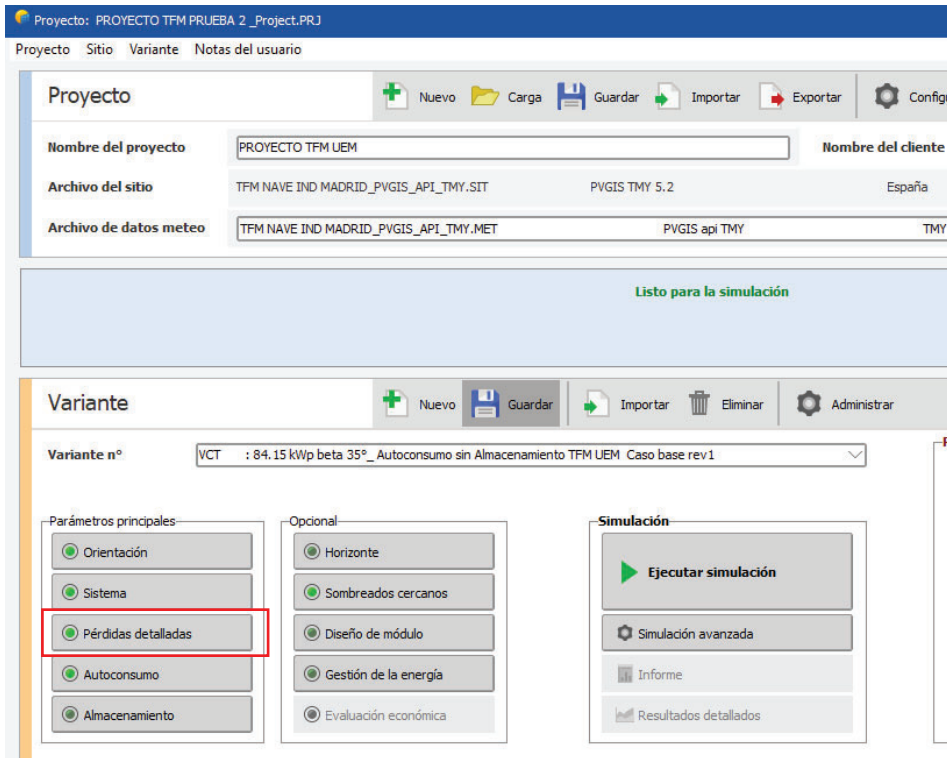 Proyecto: PROYECTO TFM PRUEBA 2 _Project.PRJ
Proyecto Sitio Variante Notas del usuario
Proyecto Nuevo Carga Guardar Importar Exportar Configu
Nombre del proyecto PROYECTO TFM UEM Nombre del cliente
Archivo del sitio TFM NAVE IND MADRID_PVGIS_API_TMY.SIT PVGIS TMY 5.2 España
Archivo de datos meteo TFM NAVE IND MADRID_PVGIS_API_TMY.MET PVGIS api TMY TMY
Listo para la simulación
Variante Nuevo Guardar Importar Eliminar Administrar
Variante n° VCT : 84.15 kWp beta 35°_ Autoconsumo sin Almacenamiento TFM UEM Caso base rev1
Parámetros principales
Orientación
Sistema
Pérdidas detalladas
Autoconsumo
Almacenamiento
Opcional
Horizonte
Sombreados cercanos
Diseño de módulo
Gestión de la energía
Evaluación económica
Simulación
Ejecutar simulación
Simulación avanzada
Informe
Resultados detallados